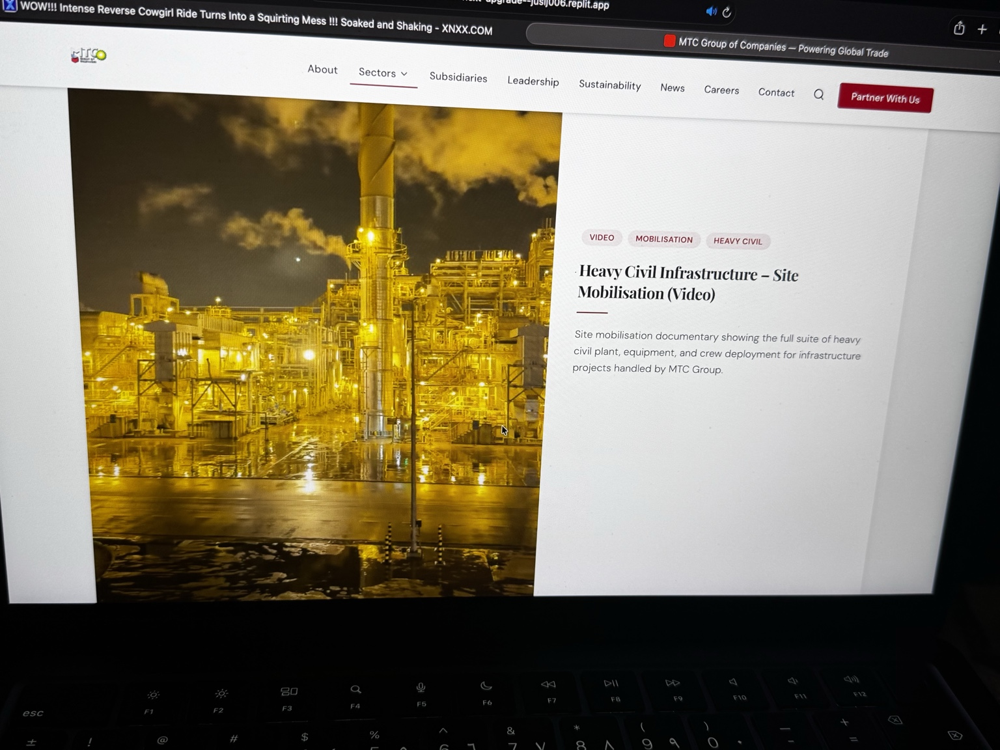 upgrade--jusij006.replit.app
WOW!!! Intense Reverse Cowgirl Ride Turns Into a Squirting Mess !!! Soaked and Shaking - XNXX.COM
MTC Group of Companies — Powering Global Trade
MTC
About
Sectors
Subsidiaries
Leadership
Sustainability
News
Careers
Contact
Partner With Us
VIDEO
MOBILISATION
HEAVY CIVIL
Heavy Civil Infrastructure – Site
Mobilisation (Video)
Site mobilisation documentary showing the full suite of heavy
civil plant, equipment, and crew deployment for infrastructure
projects handled by MTC Group.
esc
F1
F2
F3
F4
F5
F6
F7
F8
F9
F10
F11
F12
± ! @ # $ % ^ & * ( ) — +
7 8 9 0 - =